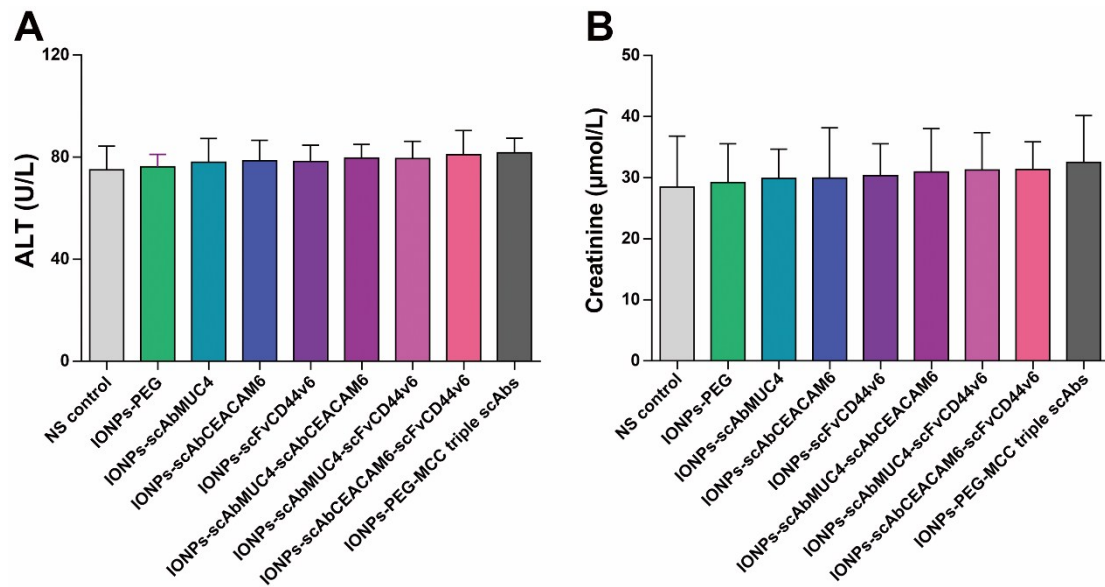 A
ALT (U/L)
120
80
40
0
NS control
IONPs-PEG
IONPs-scAbMUC4
IONPs-scAbCEACAM6
IONPs-scFvCD44v6
IONPs-scAbMUC4-scAbCEACAM6
IONPs-scAbMUC4-scFvCD44v6
IONPs-scAbCEACAM6-scFvCD44v6
IONPs-PEG-MCC triple scAbs
B
Creatinine (μmol/L)
50
40
30
20
10
0
NS control
IONPs-PEG
IONPs-scAbMUC4
IONPs-scAbCEACAM6
IONPs-scFvCD44v6
IONPs-scAbMUC4-scAbCEACAM6
IONPs-scAbMUC4-scFvCD44v6
IONPs-scAbCEACAM6-scFvCD44v6
IONPs-PEG-MCC triple scAbs